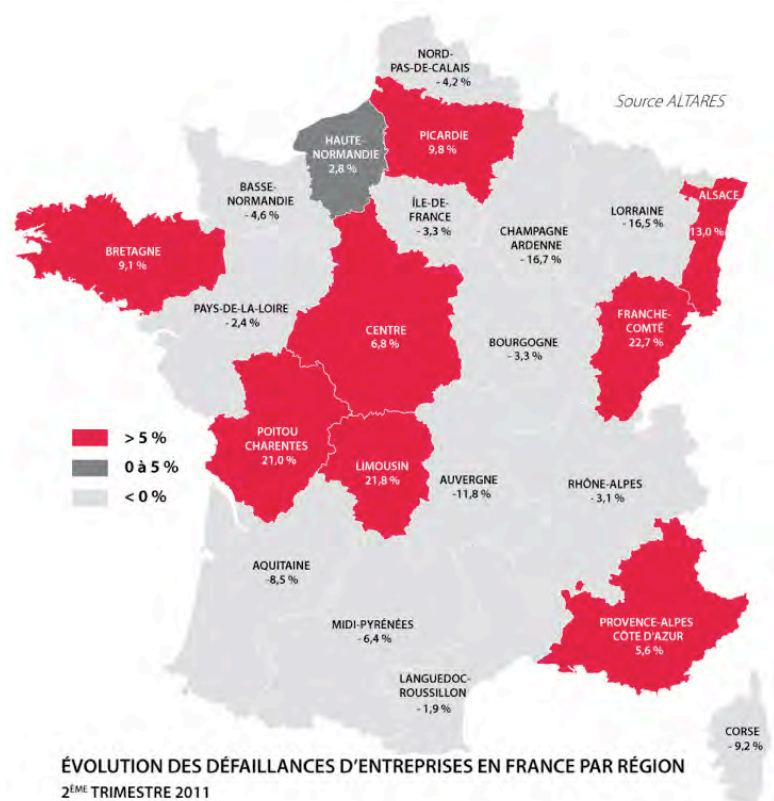 NORD-
PAS-DE-CALAIS
- 4,2 %
Source ALTARES
PICARDIE
9,8 %
HAUTE-
NORMANDIE
2,8 %
BASSE-
NORMANDIE
- 4,6 %
ÎLE-DE-
FRANCE
- 3,3 %
CHAMPAGNE
ARDENNE
- 16,7 %
LORRAINE
- 16,5 %
ALSACE
13,0 %
BRETAGNE
9,1 %
PAYS-DE-LA-LOIRE
- 2,4 %
CENTRE
6,8 %
BOURGOGNE
- 3,3 %
FRANCHE-
COMTÉ
22,7 %
POITOU
CHARENTES
21,0 %
LIMOUSIN
21,8 %
AUVERGNE
-11,8 %
RHÔNE-ALPES
- 3,1 %
> 5 %
0 à 5 %
< 0 %
AQUITAINE
-8,5 %
MIDI-PYRÉNÉES
- 6,4 %
PROVENCE-ALPES
CÔTE D'AZUR
5,6 %
LANGUEDOC-
ROUSSILLON
- 1,9 %
CORSE
- 9,2 %
ÉVOLUTION DES DÉFAILLANCES D'ENTREPRISES EN FRANCE PAR RÉGION
2ÈME TRIMESTRE 2011